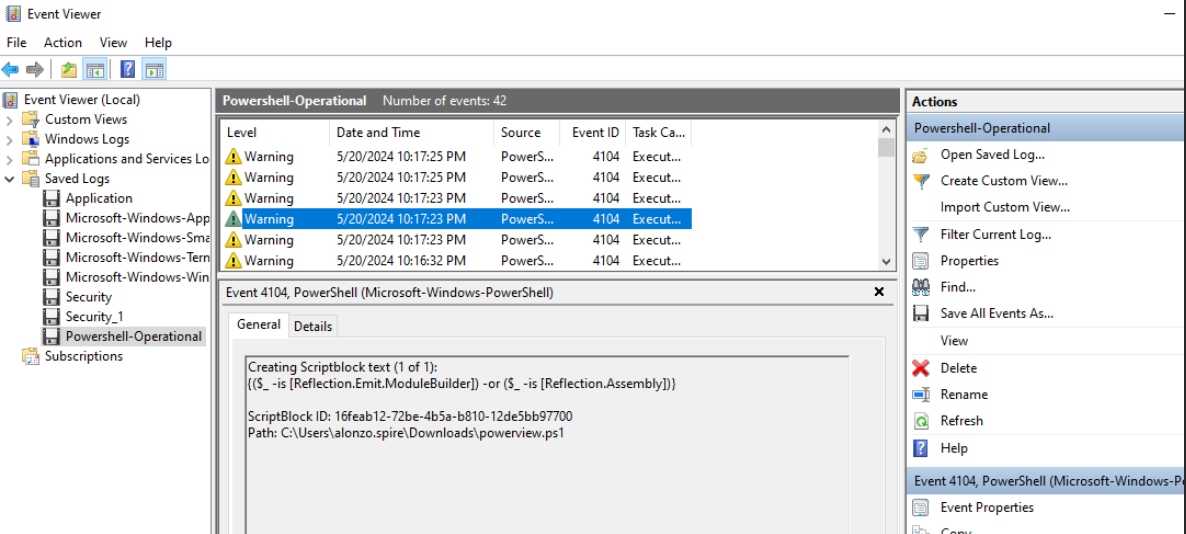 Event Viewer
File Action View Help
Event Viewer (Local)
Custom Views
Windows Logs
Applications and Services Lo
Saved Logs
Application
Microsoft-Windows-App
Microsoft-Windows-Sma
Microsoft-Windows-Tern
Microsoft-Windows-Win
Security
Security_1
Powershell-Operational
Subscriptions
Powershell-Operational Number of events: 42
Level Date and Time Source Event ID Task Ca...
Warning 5/20/2024 10:17:25 PM PowerS... 4104 Execut...
Warning 5/20/2024 10:17:25 PM PowerS... 4104 Execut...
Warning 5/20/2024 10:17:23 PM PowerS... 4104 Execut...
Warning 5/20/2024 10:17:23 PM PowerS... 4104 Execut...
Warning 5/20/2024 10:17:23 PM PowerS... 4104 Execut...
Warning 5/20/2024 10:16:32 PM PowerS... 4104 Execut...
Event 4104, PowerShell (Microsoft-Windows-PowerShell)
General Details
Creating Scriptblock text (1 of 1):
{($_ -is [Reflection.Emit.ModuleBuilder]) -or ($_ -is [Reflection.Assembly])}
ScriptBlock ID: 16feab12-72be-4b5a-b810-12de5bb97700
Path: C:\Users\alonzo.spire\Downloads\powerview.ps1
Actions
Powershell-Operational
Open Saved Log...
Create Custom View...
Import Custom View...
Filter Current Log...
Properties
Find...
Save All Events As...
View
Delete
Rename
Refresh
Help
Event 4104, PowerShell (Microsoft-Windows-P
Event Properties
Copy